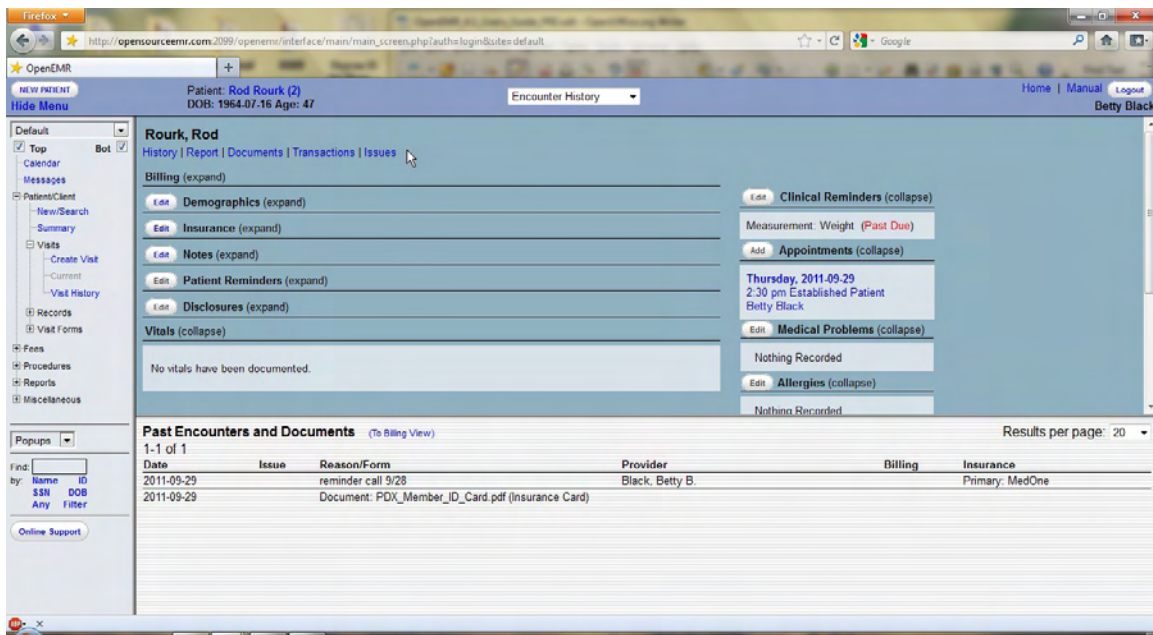 Firefox
http://opensourceemr.com:2099/openemr/interface/main/main_screen.php?auth=login&site=default
Google
OpenEMR
+
NEW PATIENT
Hide Menu
Patient: Rod Rourk (2)
DOB: 1964-07-16 Age: 47
Encounter History
Home | Manual Logout
Betty Black
Default
Top Bot
Calendar
Messages
Patient/Client
New/Search
Summary
Visits
Create Visit
Current
Visit History
Records
Visit Forms
Fees
Procedures
Reports
Miscellaneous
Popups
Find:
by: Name ID
SSN DOB
Any Filter
Online Support
Rourk, Rod
History | Report | Documents | Transactions | Issues
Billing (expand)
Edit Demographics (expand)
Edit Insurance (expand)
Edit Notes (expand)
Edit Patient Reminders (expand)
Edit Disclosures (expand)
Vitals (collapse)
No vitals have been documented.
Edit Clinical Reminders (collapse)
Measurement: Weight (Past Due)
Add Appointments (collapse)
Thursday, 2011-09-29
2:30 pm Established Patient
Betty Black
Edit Medical Problems (collapse)
Nothing Recorded
Edit Allergies (collapse)
Nothing Recorded
Past Encounters and Documents (To Billing View)
Results per page: 20
1-1 of 1
Date Issue Reason/Form Provider Billing Insurance
2011-09-29 reminder call 9/28 Black, Betty B. Primary: MedOne
2011-09-29 Document: PDX_Member_ID_Card.pdf (Insurance Card)